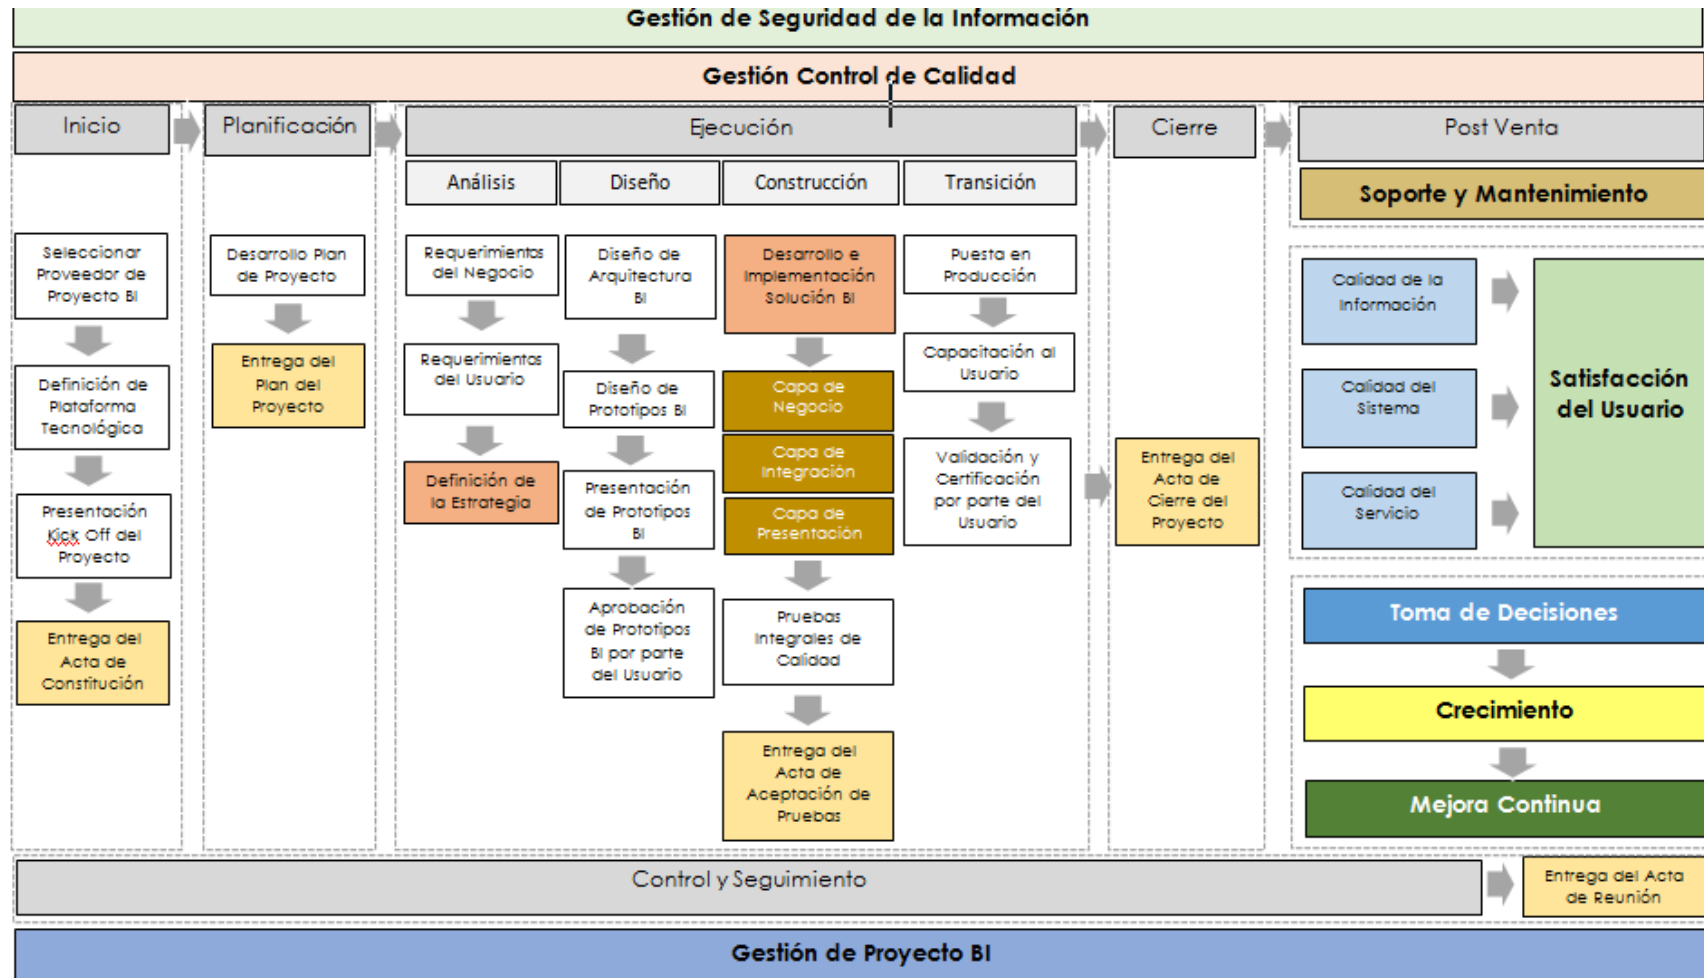 Gestión de Seguridad de la Información
Gestión Control de Calidad
Inicio
Planificación
Ejecución
Cierre
Post Venta
Análisis
Diseño
Construcción
Transición
Soporte y Mantenimiento
Seleccionar
Proveedor de
Proyecto BI
Definición de
Plataforma
Tecnológica
Presentación
Kick Off del
Proyecto
Entrega del
Acta de
Constitución
Desarrollo Plan
de Proyecto
Entrega del
Plan del
Proyecto
Requerimientos
del Negocio
Requerimientos
del Usuario
Definición de
la Estrategia
Diseño de
Arquitectura
BI
Diseño de
Prototipos BI
Presentación
de Prototipos
BI
Aprobación
de Prototipos
BI por parte
del Usuario
Desarrollo e
Implementación
Solución BI
Capa de
Negocio
Capa de
Integración
Capa de
Presentación
Pruebas
Integrales de
Calidad
Entrega del
Acta de
Aceptación de
Pruebas
Puesta en
Producción
Capacitación al
Usuario
Validación y
Certificación
por parte del
Usuario
Entrega del
Acta de
Cierre del
Proyecto
Calidad de la
Información
Calidad del
Sistema
Calidad del
Servicio
Satisfacción
del Usuario
Toma de Decisiones
Crecimiento
Mejora Continua
Control y Seguimiento
Entrega del Acta
de Reunión
Gestión de Proyecto BI